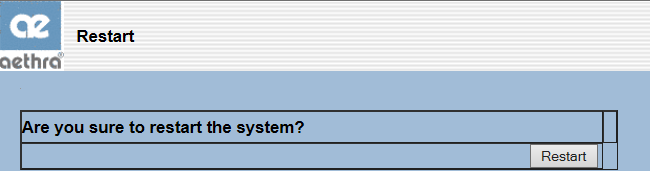 ae
Restart
aethra®
Are you sure to restart the system?
Restart